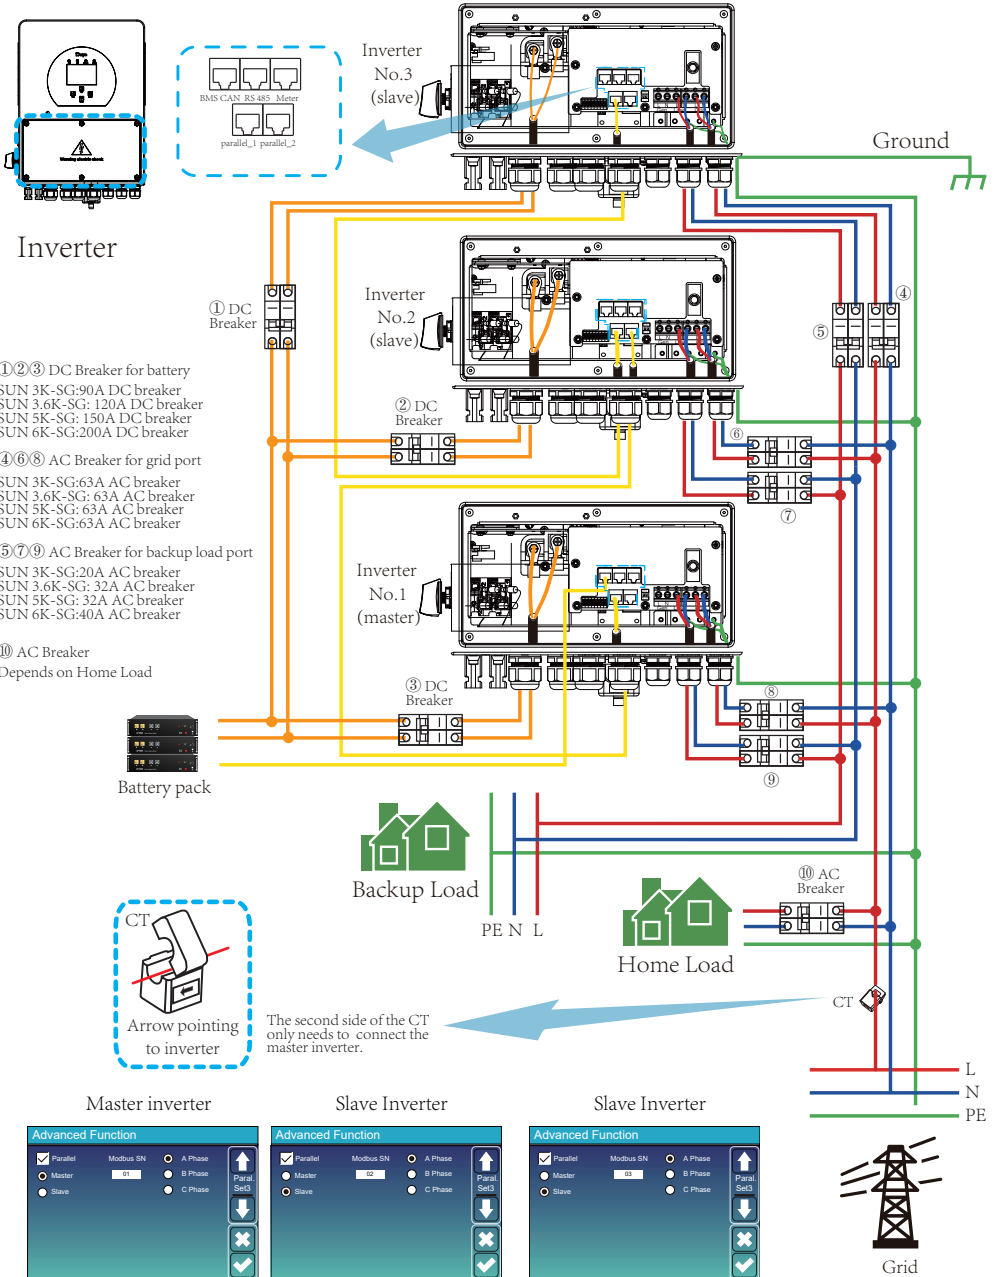 Inverter
No.3
(slave)
BMS CAN RS 485 Meter
parallel_1 parallel_2
Ground
Inverter
① DC
Breaker
Inverter
No.2
(slave)
④
⑤
①②③ DC Breaker for battery
SUN 3K-SG:90A DC breaker
SUN 3.6K-SG: 120A DC breaker
SUN 5K-SG: 150A DC breaker
SUN 6K-SG:200A DC breaker
② DC
Breaker
⑥
⑦
④⑥⑧ AC Breaker for grid port
SUN 3K-SG:63A AC breaker
SUN 3.6K-SG: 63A AC breaker
SUN 5K-SG: 63A AC breaker
SUN 6K-SG:63A AC breaker
⑤⑦⑨ AC Breaker for backup load port
SUN 3K-SG:20A AC breaker
SUN 3.6K-SG: 32A AC breaker
SUN 5K-SG: 32A AC breaker
SUN 6K-SG:40A AC breaker
Inverter
No.1
(master)
⑩ AC Breaker
Depends on Home Load
③ DC
Breaker
⑧
⑨
Battery pack
Backup Load
PE N L
⑩ AC
Breaker
Home Load
CT
Arrow pointing
to inverter
The second side of the CT
only needs to connect the
master inverter.
CT
L
N
PE
Grid
Master inverter
Advanced Function
Parallel Modbus SN A Phase
Master 01 B Phase
Slave C Phase
Paral.
Set3
Slave Inverter
Advanced Function
Parallel Modbus SN A Phase
Master 02 B Phase
Slave C Phase
Paral.
Set3
Slave Inverter
Advanced Function
Parallel Modbus SN A Phase
Master 03 B Phase
Slave C Phase
Paral.
Set3